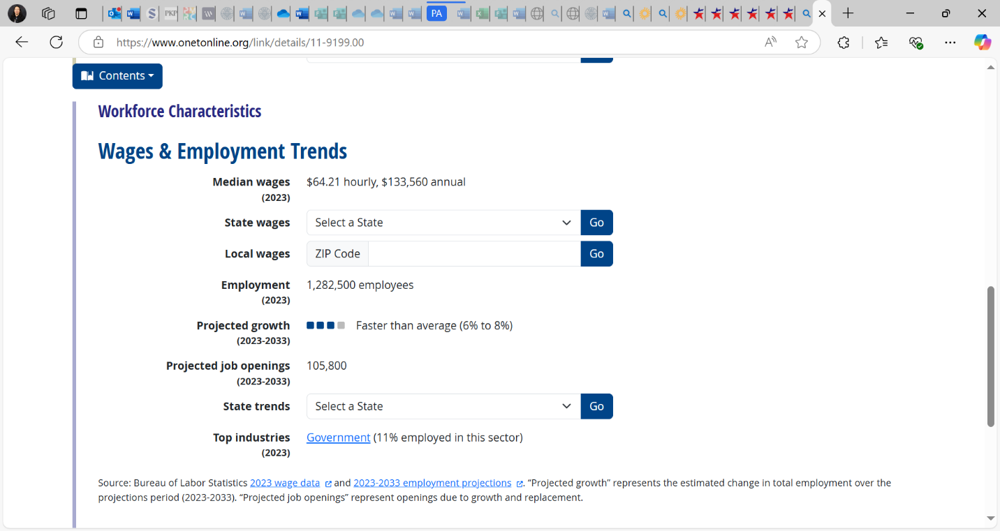 PKP
PA
https://www.onetonline.org/link/details/11-9199.00
Contents
Workforce Characteristics
Wages & Employment Trends
Median wages $64.21 hourly, $133,560 annual
(2023)
State wages Select a State Go
Local wages ZIP Code Go
Employment 1,282,500 employees
(2023)
Projected growth Faster than average (6% to 8%)
(2023-2033)
Projected job openings 105,800
(2023-2033)
State trends Select a State Go
Top industries Government (11% employed in this sector)
(2023)
Source: Bureau of Labor Statistics 2023 wage data and 2023-2033 employment projections . “Projected growth” represents the estimated change in total employment over the
projections period (2023-2033). “Projected job openings” represent openings due to growth and replacement.